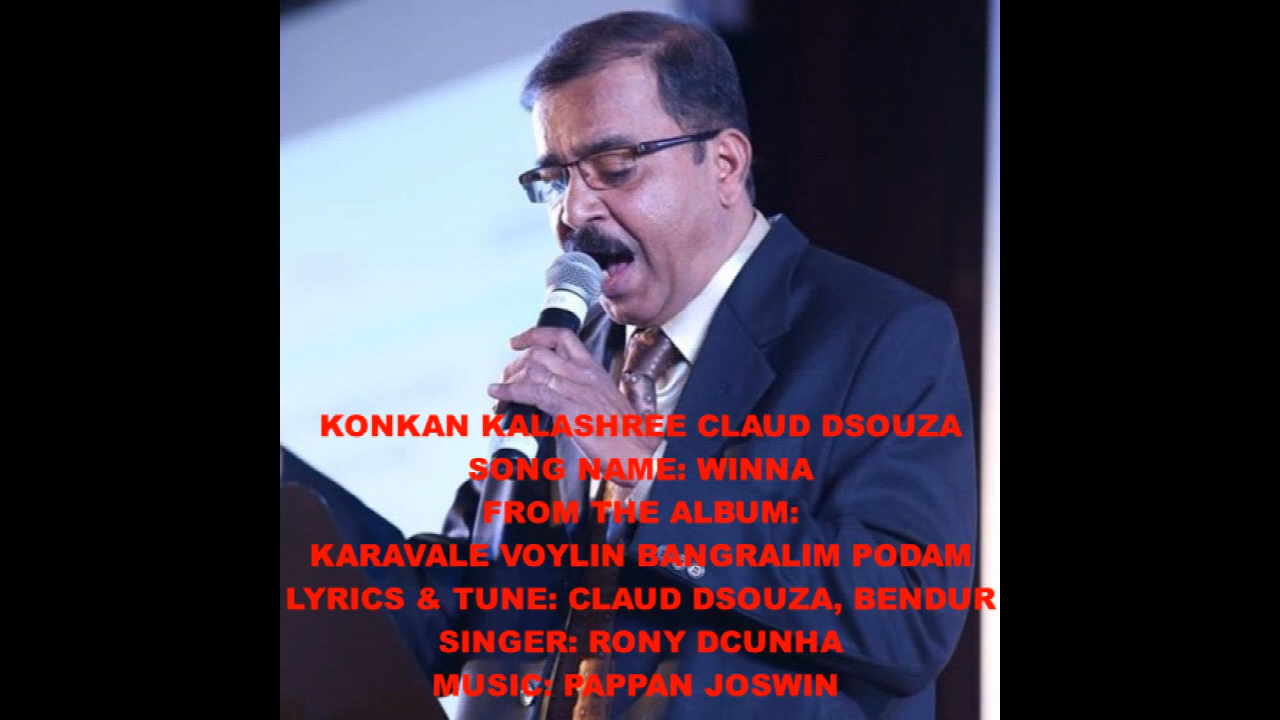 KONKAN KALASHREE CLAUD DSOUZA
SONG NAME: WINNA
FROM THE ALBUM:
KARAVALE VOYLIN BANGRALIM PODAM
LYRICS & TUNE: CLAUD DSOUZA, BENDUR
SINGER: RONY DCUNHA
MUSIC: PAPPAN JOSWIN